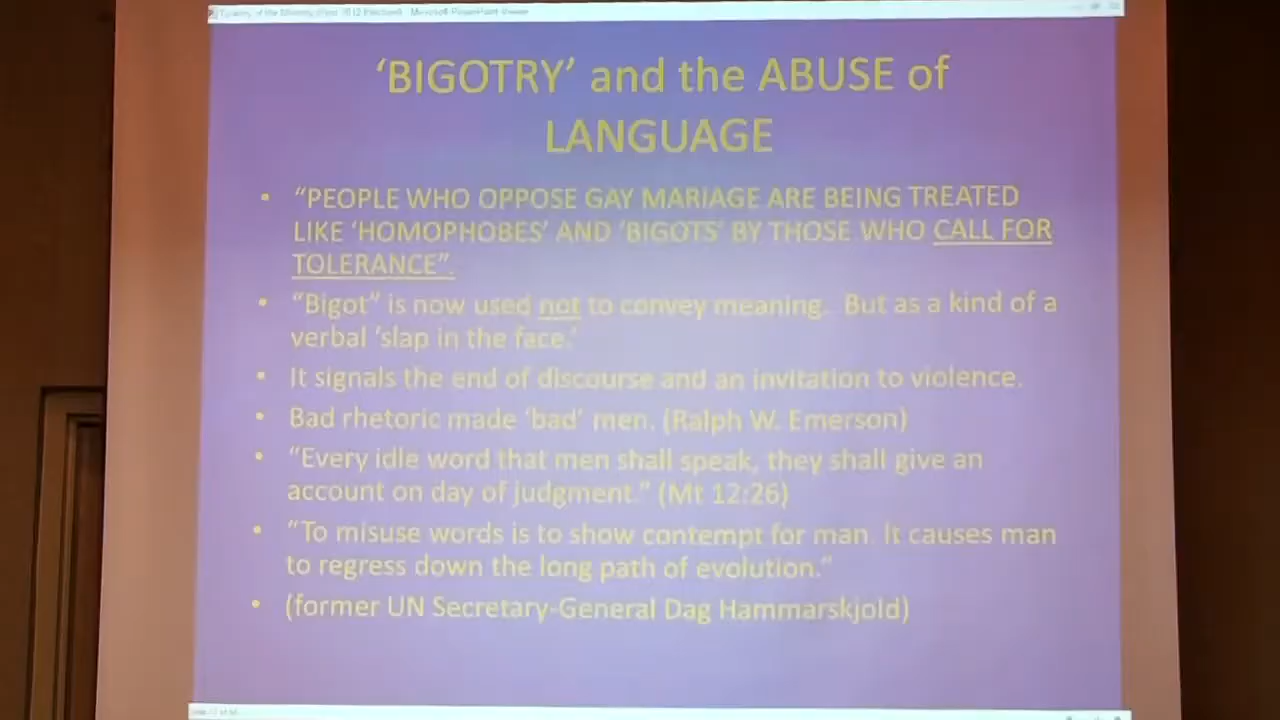 ‘BIGOTRY’ and the ABUSE of
LANGUAGE
• “PEOPLE WHO OPPOSE GAY MARIAGE ARE BEING TREATED
LIKE ‘HOMOPHOBES’ AND ‘BIGOTS’ BY THOSE WHO CALL FOR
TOLERANCE”.
• “Bigot” is now used not to convey meaning. But as a kind of a
verbal ‘slap in the face.’
• It signals the end of discourse and an invitation to violence.
• Bad rhetoric made ‘bad’ men. (Ralph W. Emerson)
• “Every idle word that men shall speak, they shall give an
account on day of judgment.” (Mt 12:26)
• “To misuse words is to show contempt for man. It causes man
to regress down the long path of evolution.”
• (former UN Secretary-General Dag Hammarskjold)